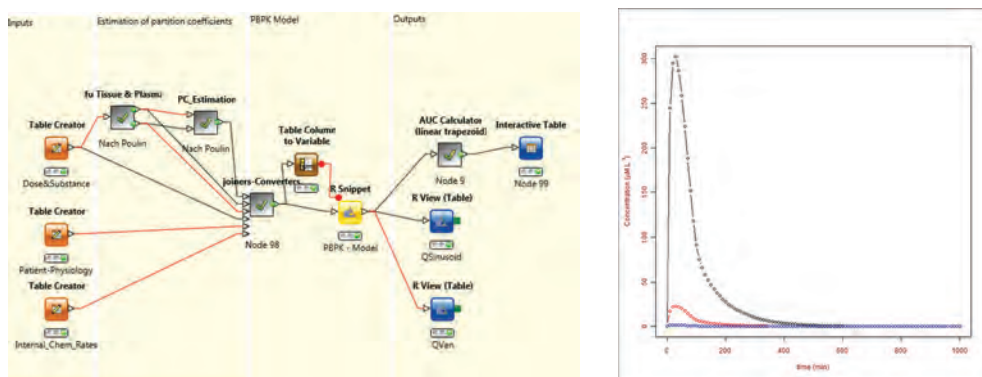 Inputs
Estimation of partition coefficients
PBPK Model
Outputs
fu Tissue & Plasma
PC_Estimation
Table Creator
Nach Poulin
Nach Poulin
Dose&Substance
Table Creator
Patient-Physiology
Table Creator
Internal_Chem_Rates
Joiners-Converters
Node 98
Table Column
to Variable
R Snippet
PBPK - Model
AUC Calculator
(linear trapezoid)
Node 9
Interactive Table
Node 99
R View (Table)
QSinusoid
R View (Table)
QVen
Concentration (µM L⁻¹)
300
250
200
150
100
50
0
0
200
400
600
800
1000
time (min)